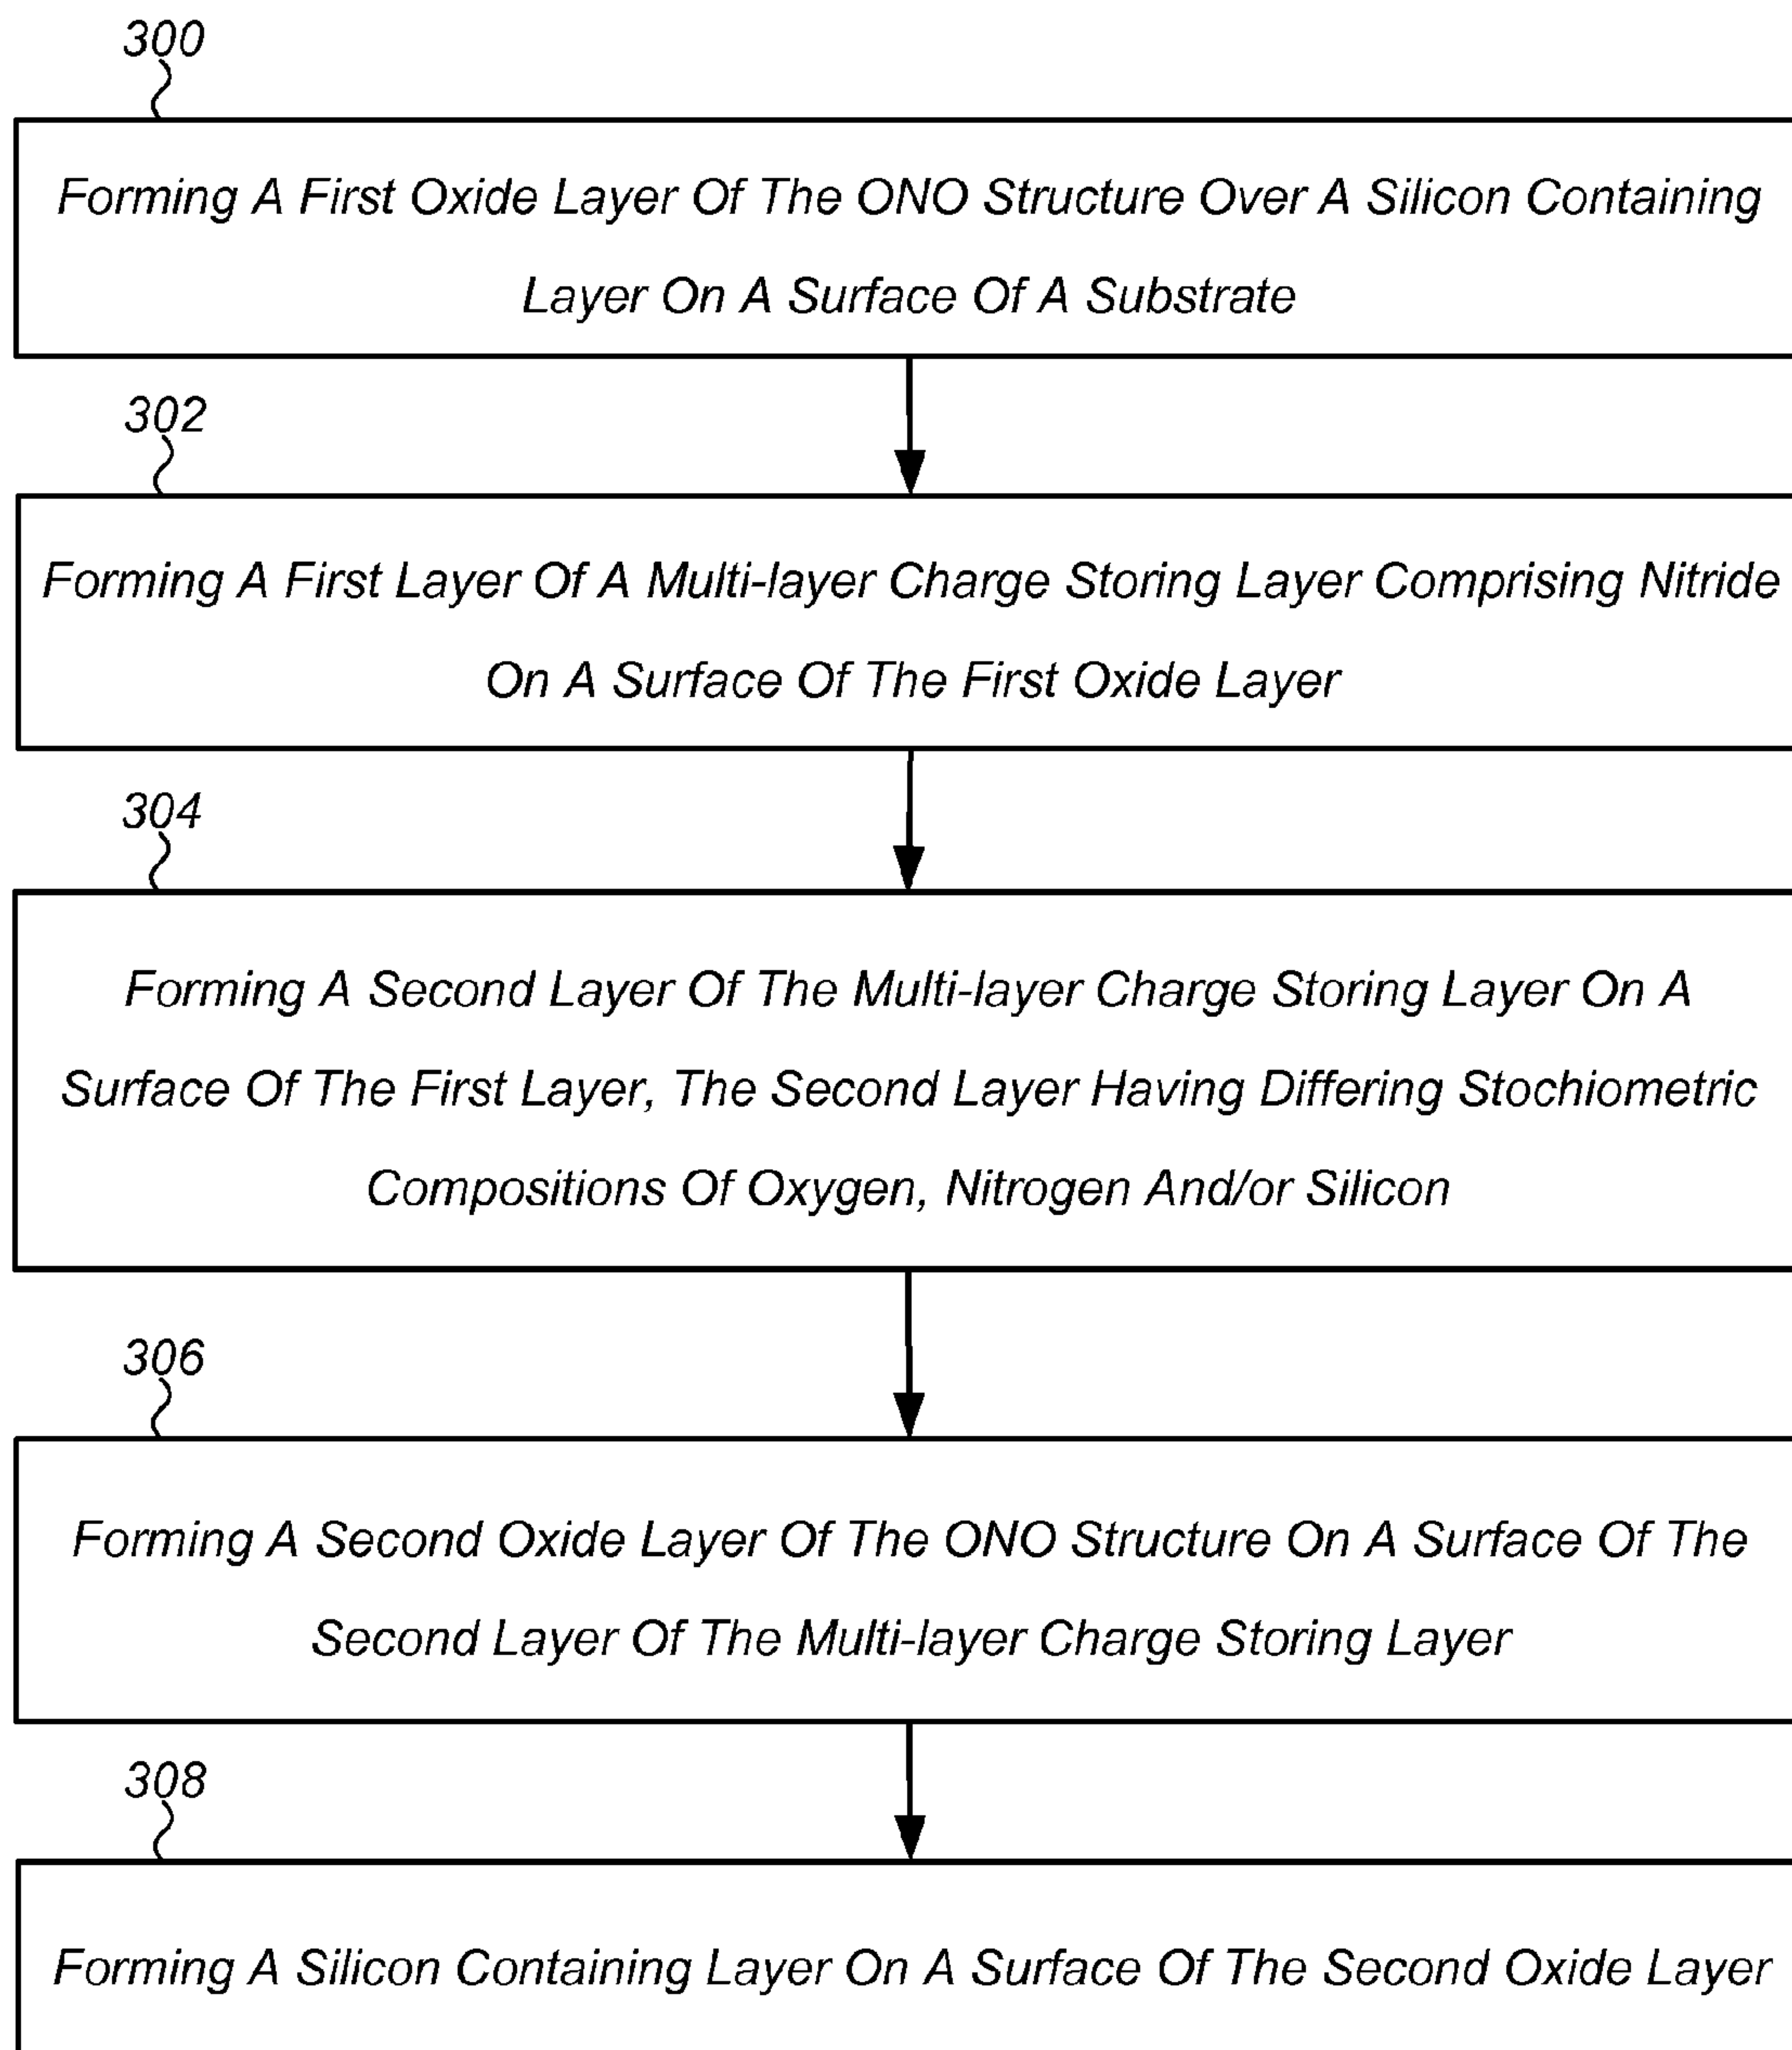 300
Forming A First Oxide Layer Of The ONO Structure Over A Silicon Containing
Layer On A Surface Of A Substrate
302
Forming A First Layer Of A Multi-layer Charge Storing Layer Comprising Nitride
On A Surface Of The First Oxide Layer
304
Forming A Second Layer Of The Multi-layer Charge Storing Layer On A
Surface Of The First Layer, The Second Layer Having Differing Stochiometric
Compositions Of Oxygen, Nitrogen And/or Silicon
306
Forming A Second Oxide Layer Of The ONO Structure On A Surface Of The
Second Layer Of The Multi-layer Charge Storing Layer
308
Forming A Silicon Containing Layer On A Surface Of The Second Oxide Layer